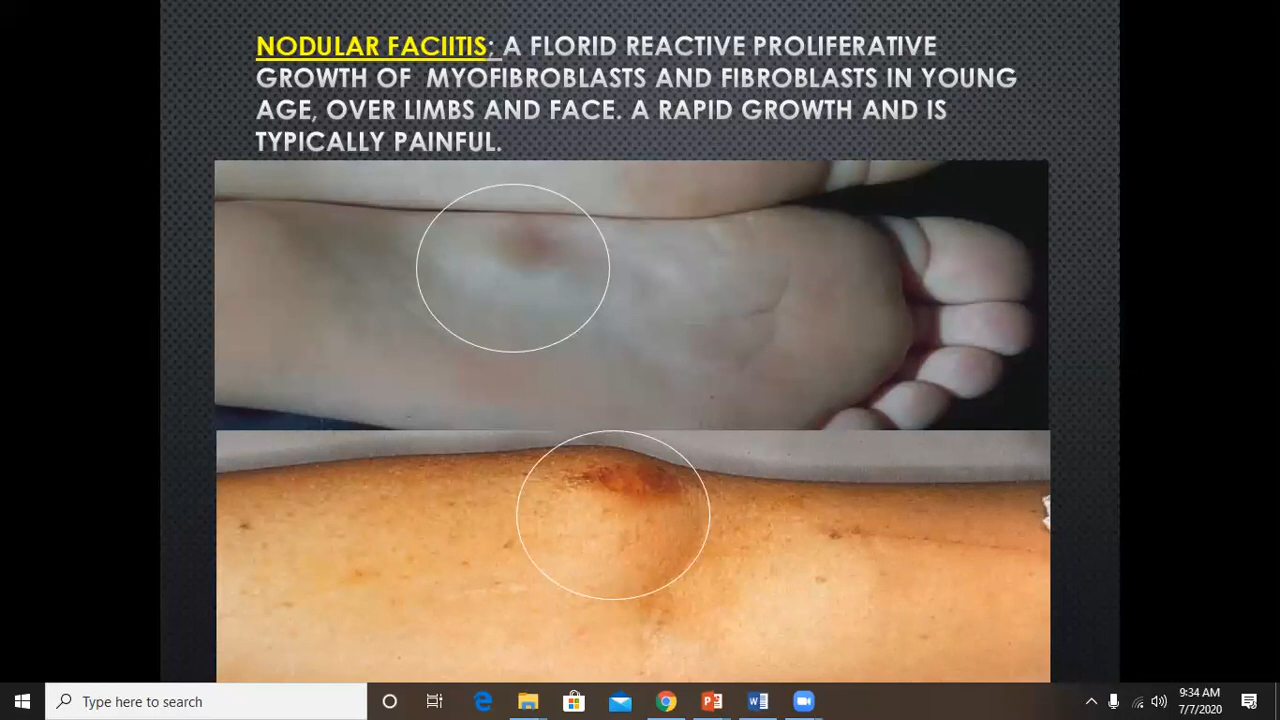 NODULAR FACIITIS; A FLORID REACTIVE PROLIFERATIVE
GROWTH OF MYOFIBROBLASTS AND FIBROBLASTS IN YOUNG
AGE, OVER LIMBS AND FACE. A RAPID GROWTH AND IS
TYPICALLY PAINFUL.
Type here to search
9:34 AM
7/7/2020